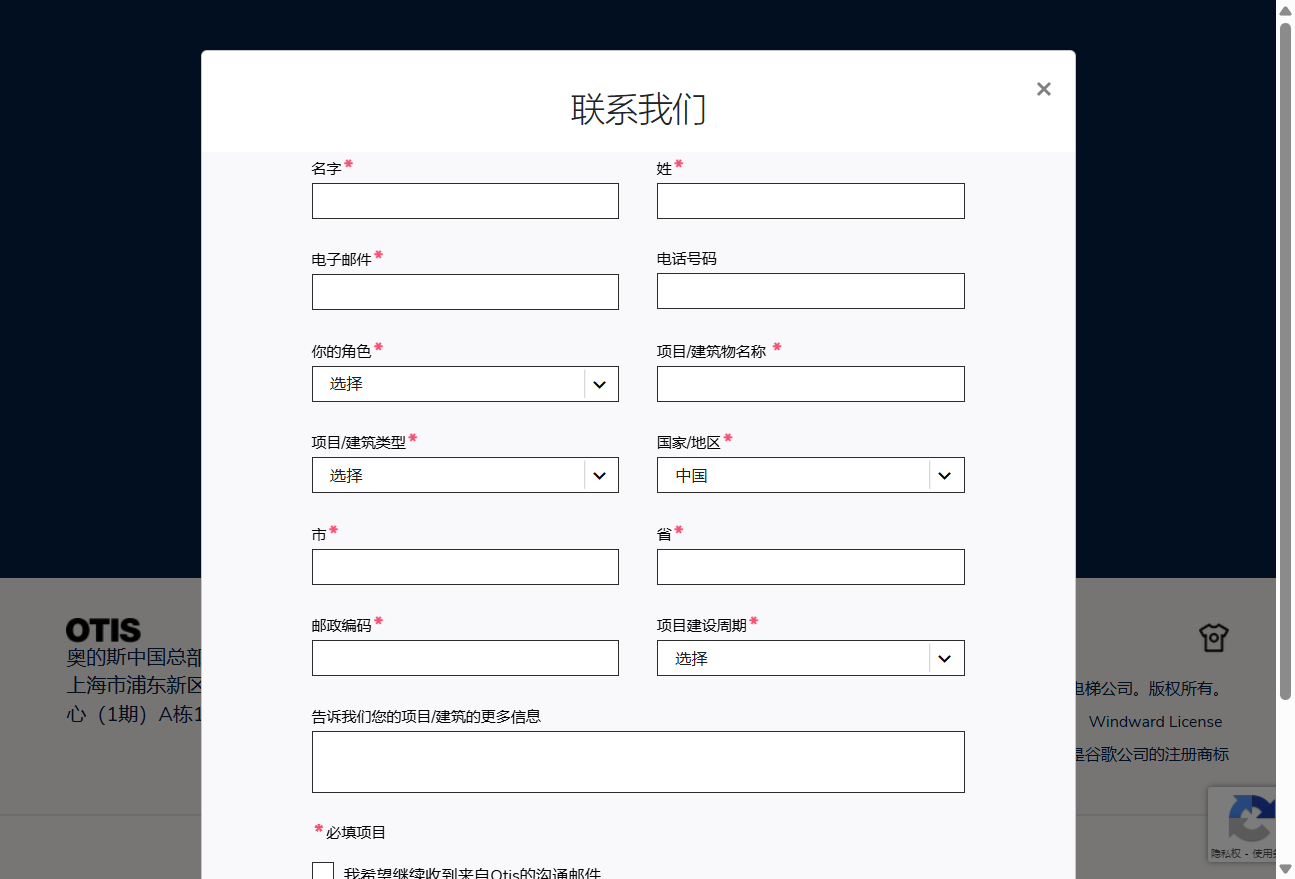 联系我们
×
名字*
姓*
电子邮件*
电话号码
你的角色*
项目/建筑物名称 *
选择
项目/建筑类型*
国家/地区*
选择
中国
市*
省*
邮政编码*
项目建设周期*
选择
告诉我们您的项目/建筑的更多信息
*必填项目
我希望继续收到来自Otis的沟通邮件
OTIS
奥的斯中国总部
上海市浦东新区
心（1期）A栋1
电梯公司。版权所有。
Windward License
是谷歌公司的注册商标
隐私权 - 使用